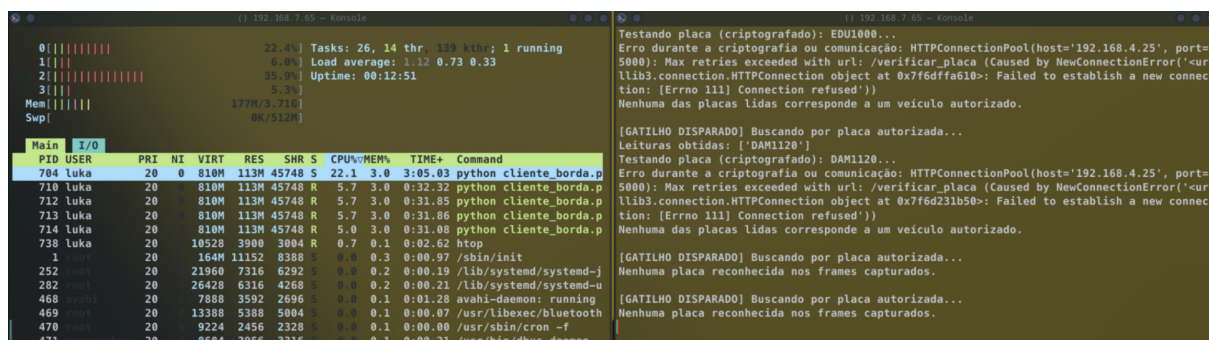 () 192.168.7.65 — Konsole
0[|||||||||| 22.4%] Tasks: 26, 14 thr, 139 kthr; 1 running
1[||| 6.0%] Load average: 1.12 0.73 0.33
2[||||||||||||||| 35.9%] Uptime: 00:12:51
3[||| 5.3%]
Mem[|||||| 177M/3.71G]
Swp[ 0K/512M]
Main I/O
PID USER PRI NI VIRT RES SHR S CPU%▽MEM% TIME+ Command
704 luka 20 0 810M 113M 45748 S 22.1 3.0 3:05.03 python cliente_borda.p
710 luka 20 0 810M 113M 45748 R 5.7 3.0 0:32.32 python cliente_borda.p
712 luka 20 0 810M 113M 45748 R 5.7 3.0 0:31.85 python cliente_borda.p
713 luka 20 0 810M 113M 45748 R 5.7 3.0 0:31.86 python cliente_borda.p
714 luka 20 0 810M 113M 45748 R 5.0 3.0 0:31.08 python cliente_borda.p
738 luka 20 0 10528 3900 3004 R 0.7 0.1 0:02.62 htop
1 root 20 0 164M 11152 8388 S 0.0 0.3 0:00.97 /sbin/init
252 root 20 0 21960 7316 6292 S 0.0 0.2 0:00.19 /lib/systemd/systemd-j
282 root 20 0 26428 6316 4268 S 0.0 0.2 0:00.21 /lib/systemd/systemd-u
468 avahi 20 0 7888 3592 2696 S 0.0 0.1 0:01.28 avahi-daemon: running
469 root 20 0 13388 5388 5004 S 0.0 0.1 0:00.07 /usr/libexec/bluetooth
470 root 20 0 9224 2456 2328 S 0.0 0.1 0:00.00 /usr/sbin/cron -f
() 192.168.7.65 — Konsole
Testando placa (criptografado): EDU1000...
Erro durante a criptografia ou comunicação: HTTPConnectionPool(host='192.168.4.25', port=
5000): Max retries exceeded with url: /verificar_placa (Caused by NewConnectionError('<ur
llib3.connection.HTTPConnection object at 0x7f6dffa610>: Failed to establish a new connec
tion: [Errno 111] Connection refused'))
Nenhuma das placas lidas corresponde a um veículo autorizado.
[GATILHO DISPARADO] Buscando por placa autorizada...
Leituras obtidas: ['DAM1120']
Testando placa (criptografado): DAM1120...
Erro durante a criptografia ou comunicação: HTTPConnectionPool(host='192.168.4.25', port=
5000): Max retries exceeded with url: /verificar_placa (Caused by NewConnectionError('<ur
llib3.connection.HTTPConnection object at 0x7f6d231b50>: Failed to establish a new connec
tion: [Errno 111] Connection refused'))
Nenhuma das placas lidas corresponde a um veículo autorizado.
[GATILHO DISPARADO] Buscando por placa autorizada...
Nenhuma placa reconhecida nos frames capturados.
[GATILHO DISPARADO] Buscando por placa autorizada...
Nenhuma placa reconhecida nos frames capturados.